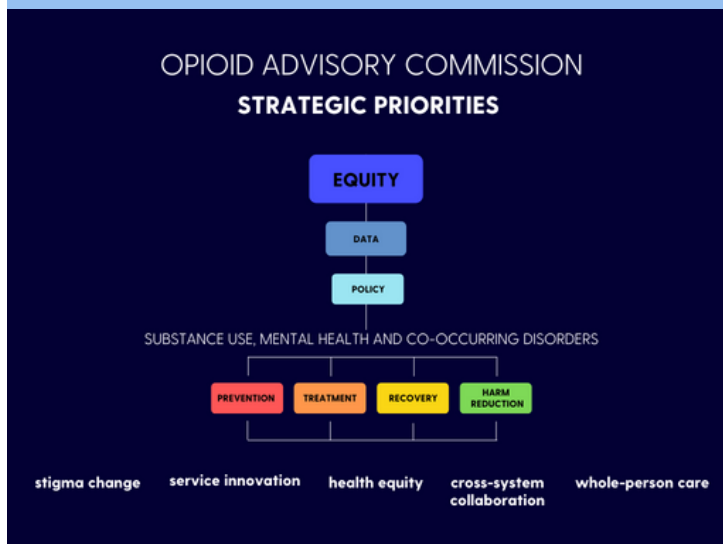 OPIOID ADVISORY COMMISSION
STRATEGIC PRIORITIES
EQUITY
DATA
POLICY
SUBSTANCE USE, MENTAL HEALTH AND CO-OCCURRING DISORDERS
PREVENTION
TREATMENT
RECOVERY
HARM
REDUCTION
stigma change
service innovation
health equity
cross-system
collaboration
whole-person care